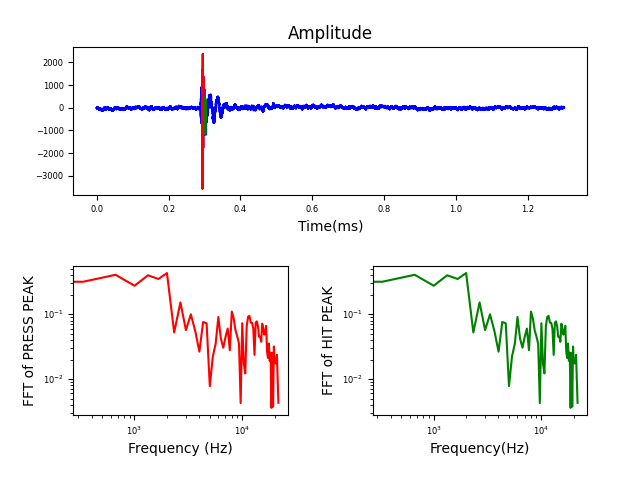 Amplitude
2000
1000
0
−1000
−2000
−3000
0.0 0.2 0.4 0.6 0.8 1.0 1.2
Time(ms)
FFT of PRESS PEAK
10⁻¹
10⁻²
10³ 10⁴
Frequency (Hz)
FFT of HIT PEAK
10⁻¹
10⁻²
10³ 10⁴
Frequency(Hz)